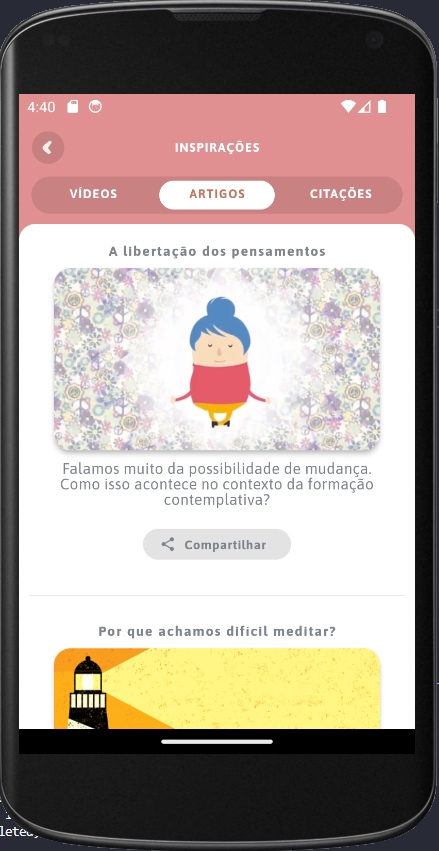 4:40
INSPIRAÇÕES
VÍDEOS ARTIGOS CITAÇÕES
A libertação dos pensamentos
Falamos muito da possibilidade de mudança.
Como isso acontece no contexto da formação
contemplativa?
Compartilhar
Por que achamos difícil meditar?